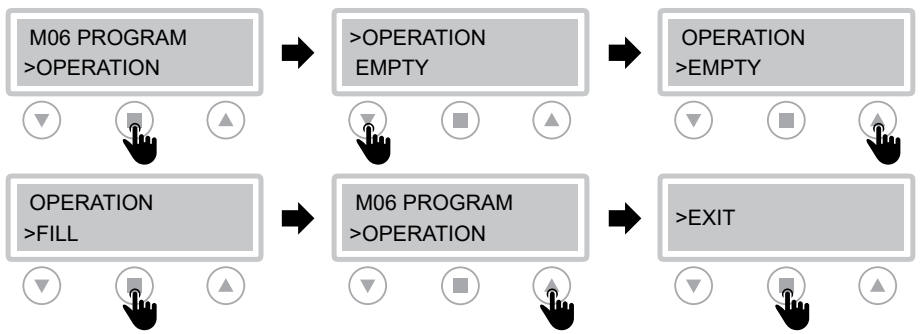 M06 PROGRAM
>OPERATION
>OPERATION
EMPTY
OPERATION
>EMPTY
OPERATION
>FILL
M06 PROGRAM
>OPERATION
>EXIT